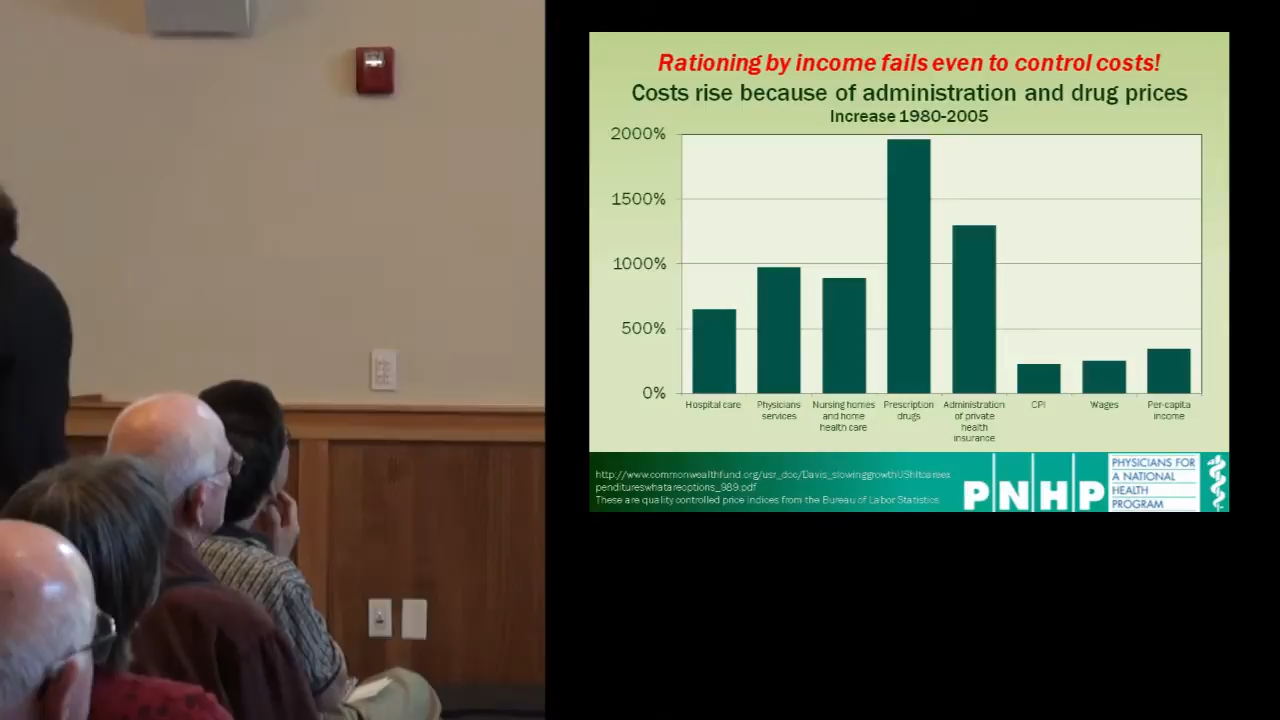 Rationing by income fails even to control costs!
Costs rise because of administration and drug prices
Increase 1980-2005
2000%
1500%
1000%
500%
0%
Hospital care
Physicians
services
Nursing homes
and home
health care
Prescription
drugs
Administration
of private
health
insurance
CPI
Wages
Per-capita
income
http://www.commonwealthfund.org/usr_doc/Davis_slowinggrowthUShltcareex
penditureswhatareoptions_989.pdf
These are quality controlled price indices from the Bureau of Labor Statistics.
PNHP
PHYSICIANS FOR
A NATIONAL
HEALTH
PROGRAM